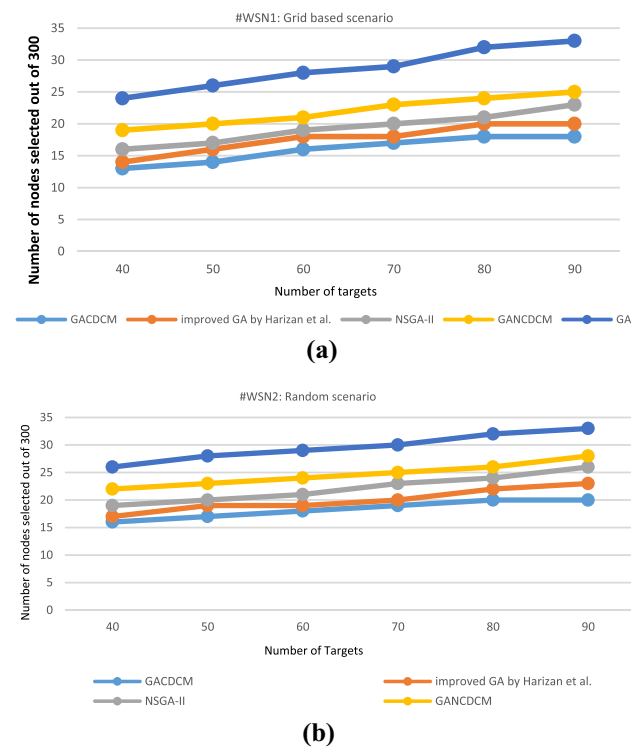 #WSN1: Grid based scenario
Number of nodes selected out of 300
35
30
25
20
15
10
5
0
40 50 60 70 80 90
Number of targets
GACDCM improved GA by Harizan et al. NSGA-II GANCDCM GA
(a)
#WSN2: Random scenario
Number of nodes selected out of 300
35
30
25
20
15
10
5
0
40 50 60 70 80 90
Number of Targets
GACDCM improved GA by Harizan et al.
NSGA-II GANCDCM
(b)